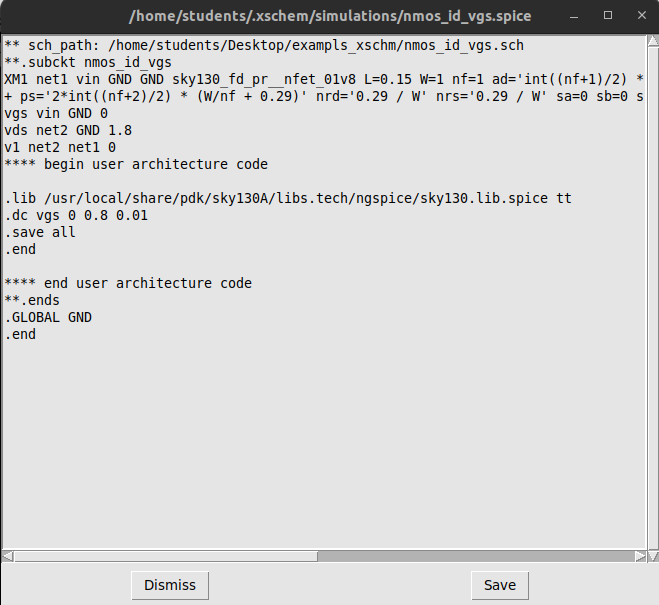 /home/students/.xschem/simulations/nmos_id_vgs.spice
** sch_path: /home/students/Desktop/exampls_xschm/nmos_id_vgs.sch
**.subckt nmos_id_vgs
XM1 net1 vin GND GND sky130_fd_pr__nfet_01v8 L=0.15 W=1 nf=1 ad='int((nf+1)/2) *
+ ps='2*int((nf+2)/2) * (W/nf + 0.29)' nrd='0.29 / W' nrs='0.29 / W' sa=0 sb=0 s
vgs vin GND 0
vds net2 GND 1.8
v1 net2 net1 0
**** begin user architecture code
.lib /usr/local/share/pdk/sky130A/libs.tech/ngspice/sky130.lib.spice tt
.dc vgs 0 0.8 0.01
.save all
.end
**** end user architecture code
**.ends
.GLOBAL GND
.end
Dismiss
Save